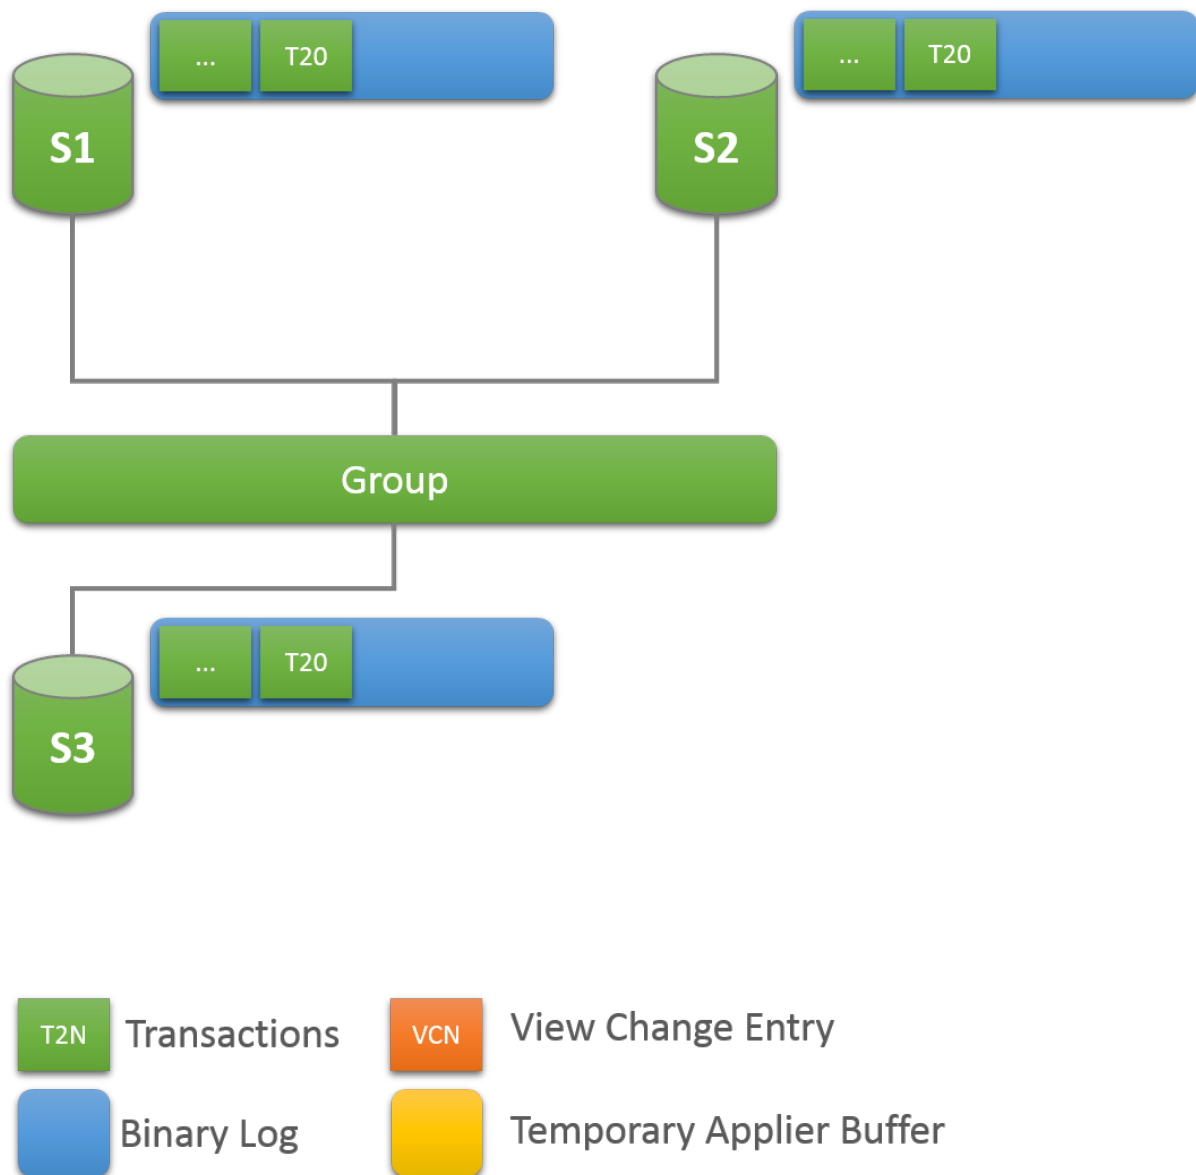 ... T20
... T20
S1
S2
Group
... T20
S3
T2N Transactions
VCN View Change Entry
Binary Log
Temporary Applier Buffer